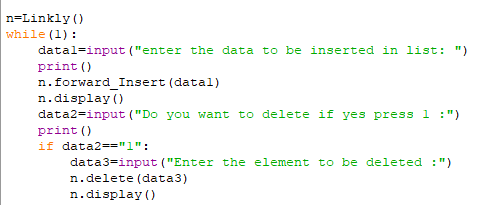 n=Linkly()
while(1):
    data1=input("enter the data to be inserted in list: ")
    print()
    n.forward_Insert(data1)
    n.display()
    data2=input("Do you want to delete if yes press 1 :")
    print()
    if data2=="1":
        data3=input("Enter the element to be deleted :")
        n.delete(data3)
        n.display()